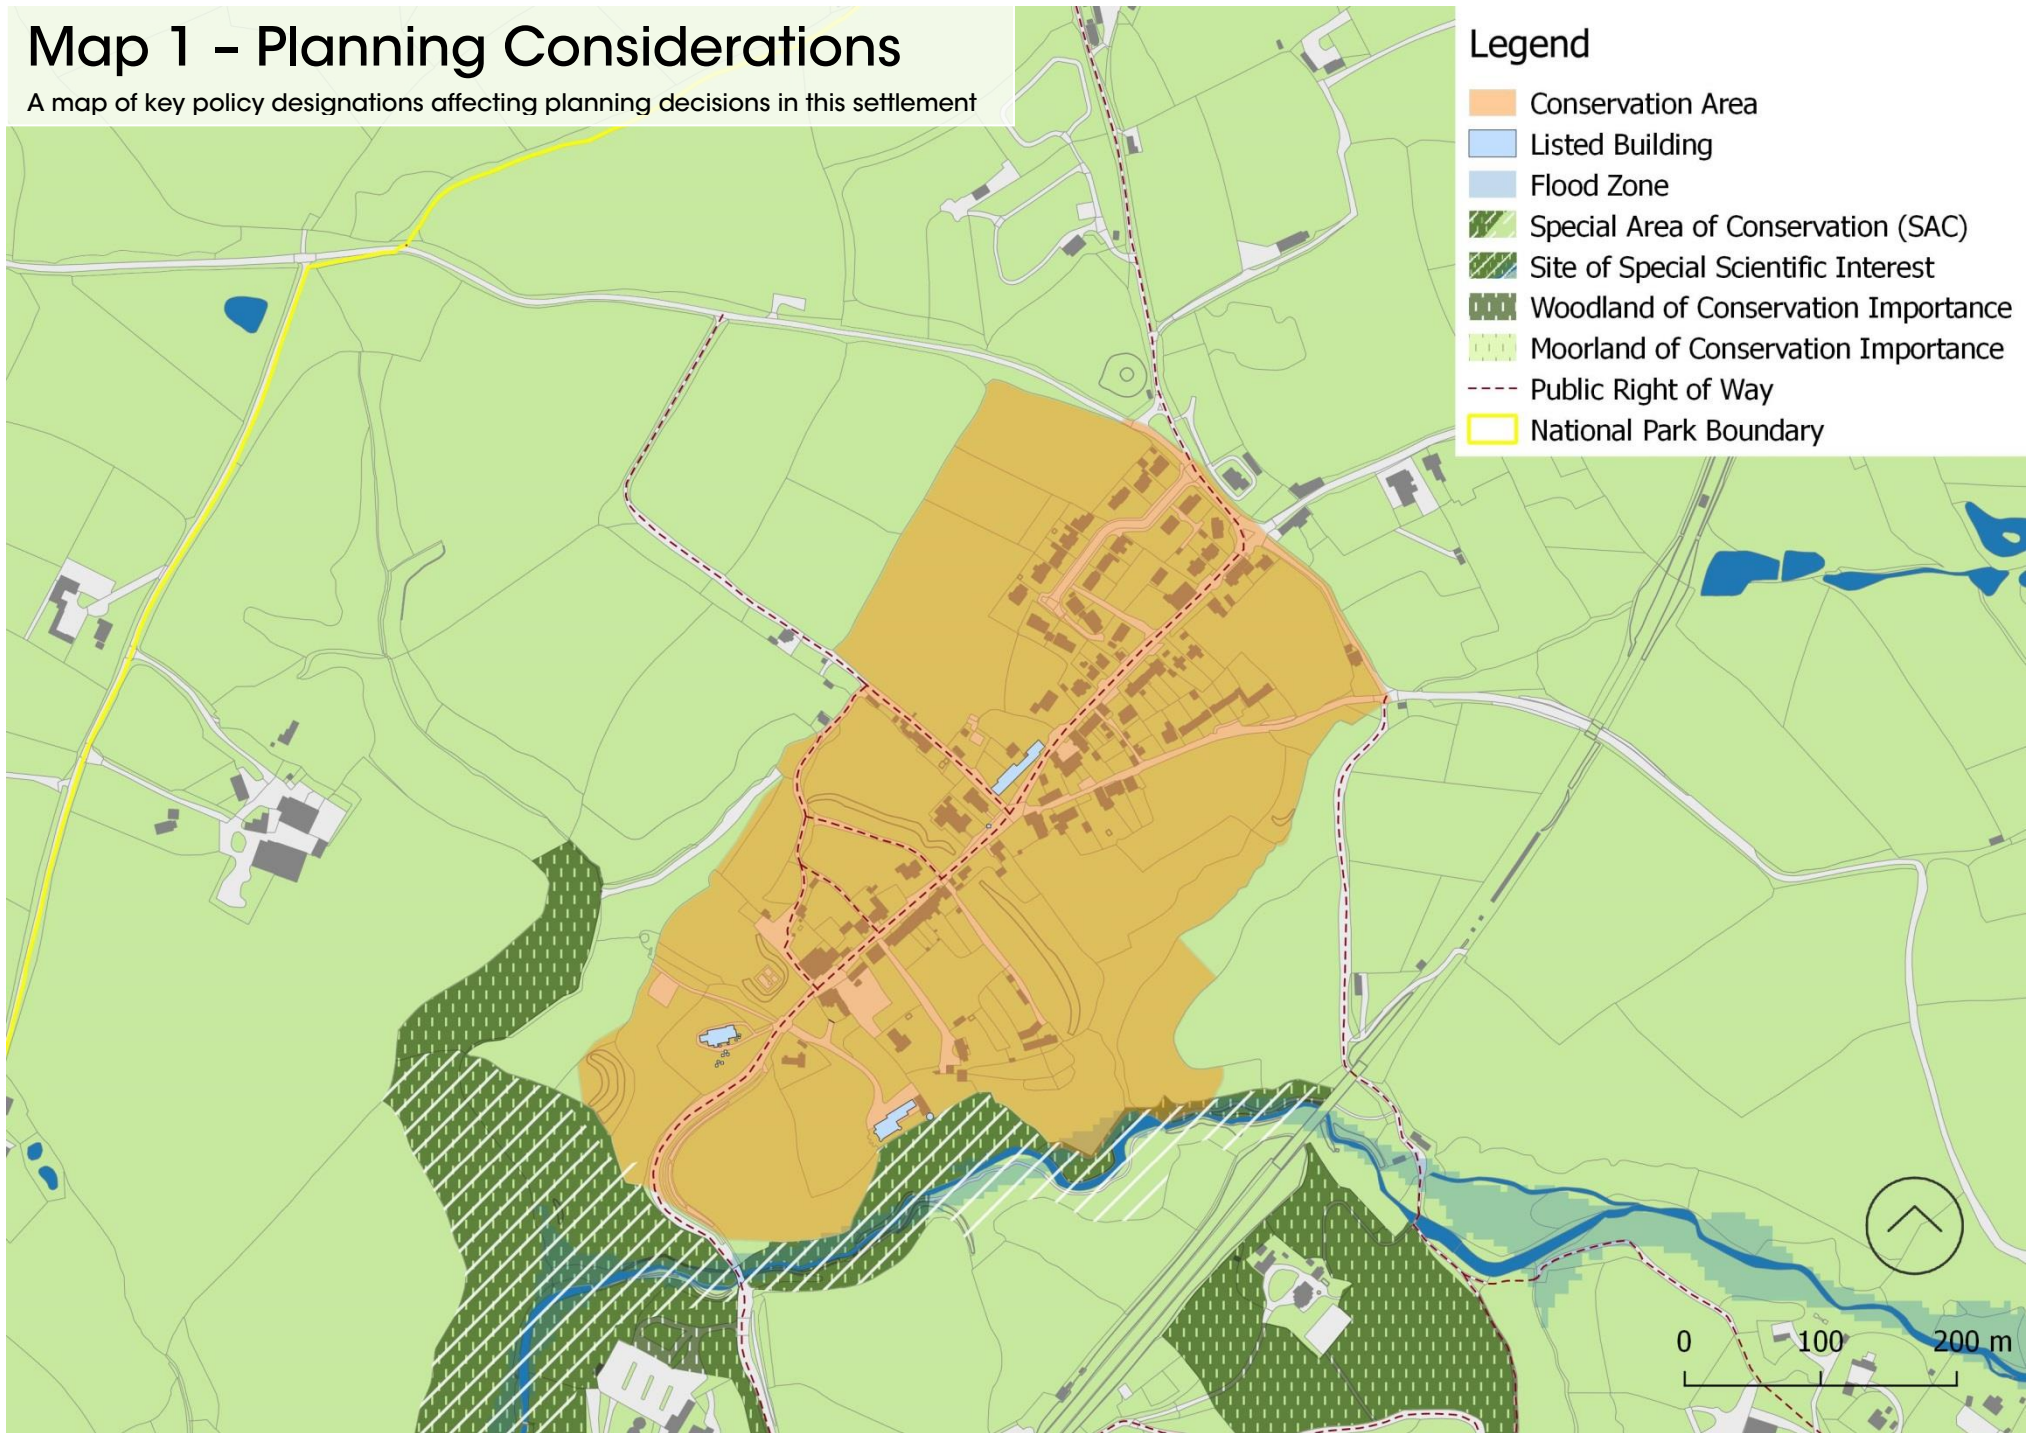 Map 1 – Planning Considerations
A map of key policy designations affecting planning decisions in this settlement
Legend
Conservation Area
Listed Building
Flood Zone
Special Area of Conservation (SAC)
Site of Special Scientific Interest
Woodland of Conservation Importance
Moorland of Conservation Importance
Public Right of Way
National Park Boundary
0 100 200 m